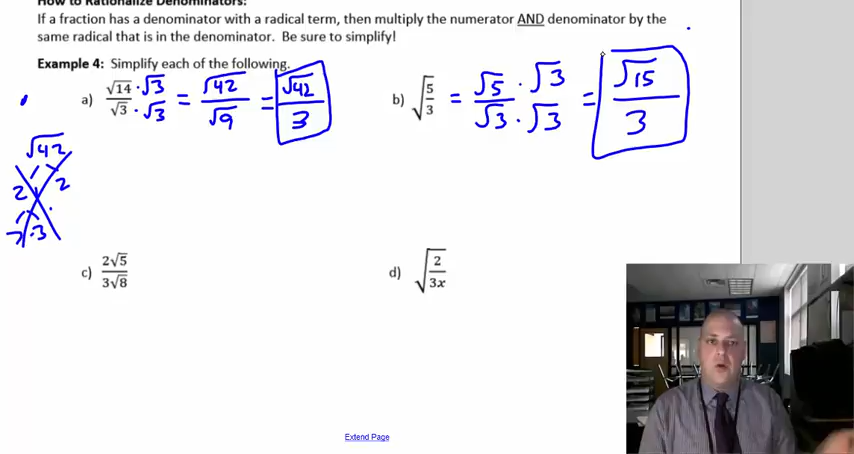 How to Rationalize Denominators:
If a fraction has a denominator with a radical term, then multiply the numerator AND denominator by the
same radical that is in the denominator. Be sure to simplify!
Example 4: Simplify each of the following.
a) √14/√3 · √3/√3 = √42/√9 = √42/3
b) √(5/3) = √5/√3 · √3/√3 = √15/3
√42
2 2
7 · 3
c) 2√5/3√8
d) √(2/3x)
Extend Page